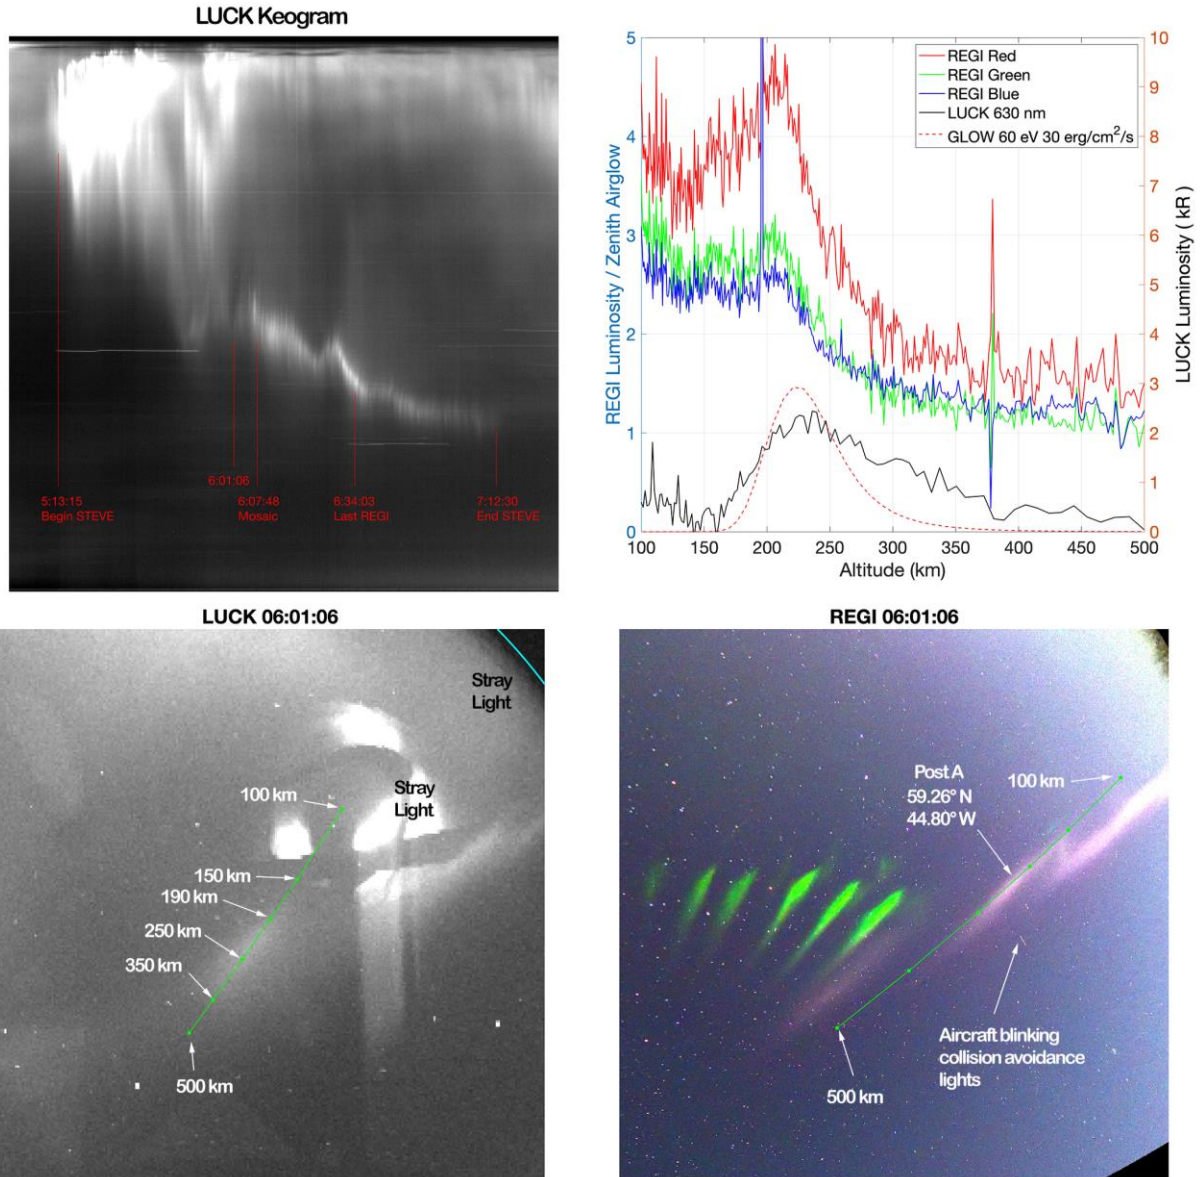 LUCK Keogram
5:13:15
Begin STEVE
6:01:06
6:07:48
Mosaic
6:34:03
Last REGI
7:12:30
End STEVE
REGI Luminosity / Zenith Airglow
5
4
3
2
1
0
REGI Red
REGI Green
REGI Blue
LUCK 630 nm
GLOW 60 eV 30 erg/cm²/s
10
9
8
7
6
5
4
3
2
1
0
LUCK Luminosity ( kR )
100 150 200 250 300 350 400 450 500
Altitude (km)
LUCK 06:01:06
Stray
Light
Stray
Light
100 km
150 km
190 km
250 km
350 km
500 km
REGI 06:01:06
Post A
59.26° N
44.80° W
100 km
Aircraft blinking
collision avoidance
lights
500 km